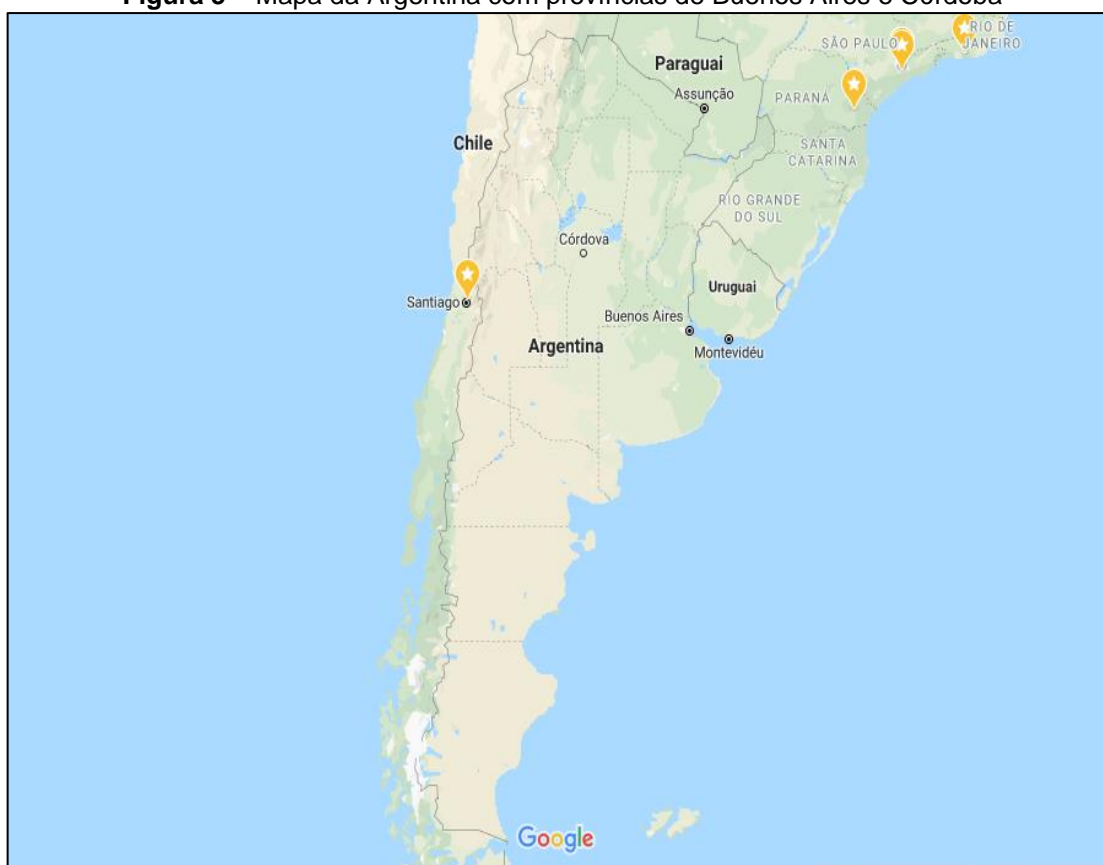 Figura 3 – Mapa da Argentina com províncias de Buenos Aires e Córdoba
RIO DE
JANEIRO
SÃO PAULO
Paraguai
Assunção
PARANÁ
Chile
SANTA
CATARINA
RIO GRANDE
DO SUL
Córdova
Uruguai
Santiago
Buenos Aires
Argentina
Montevidéu
Google